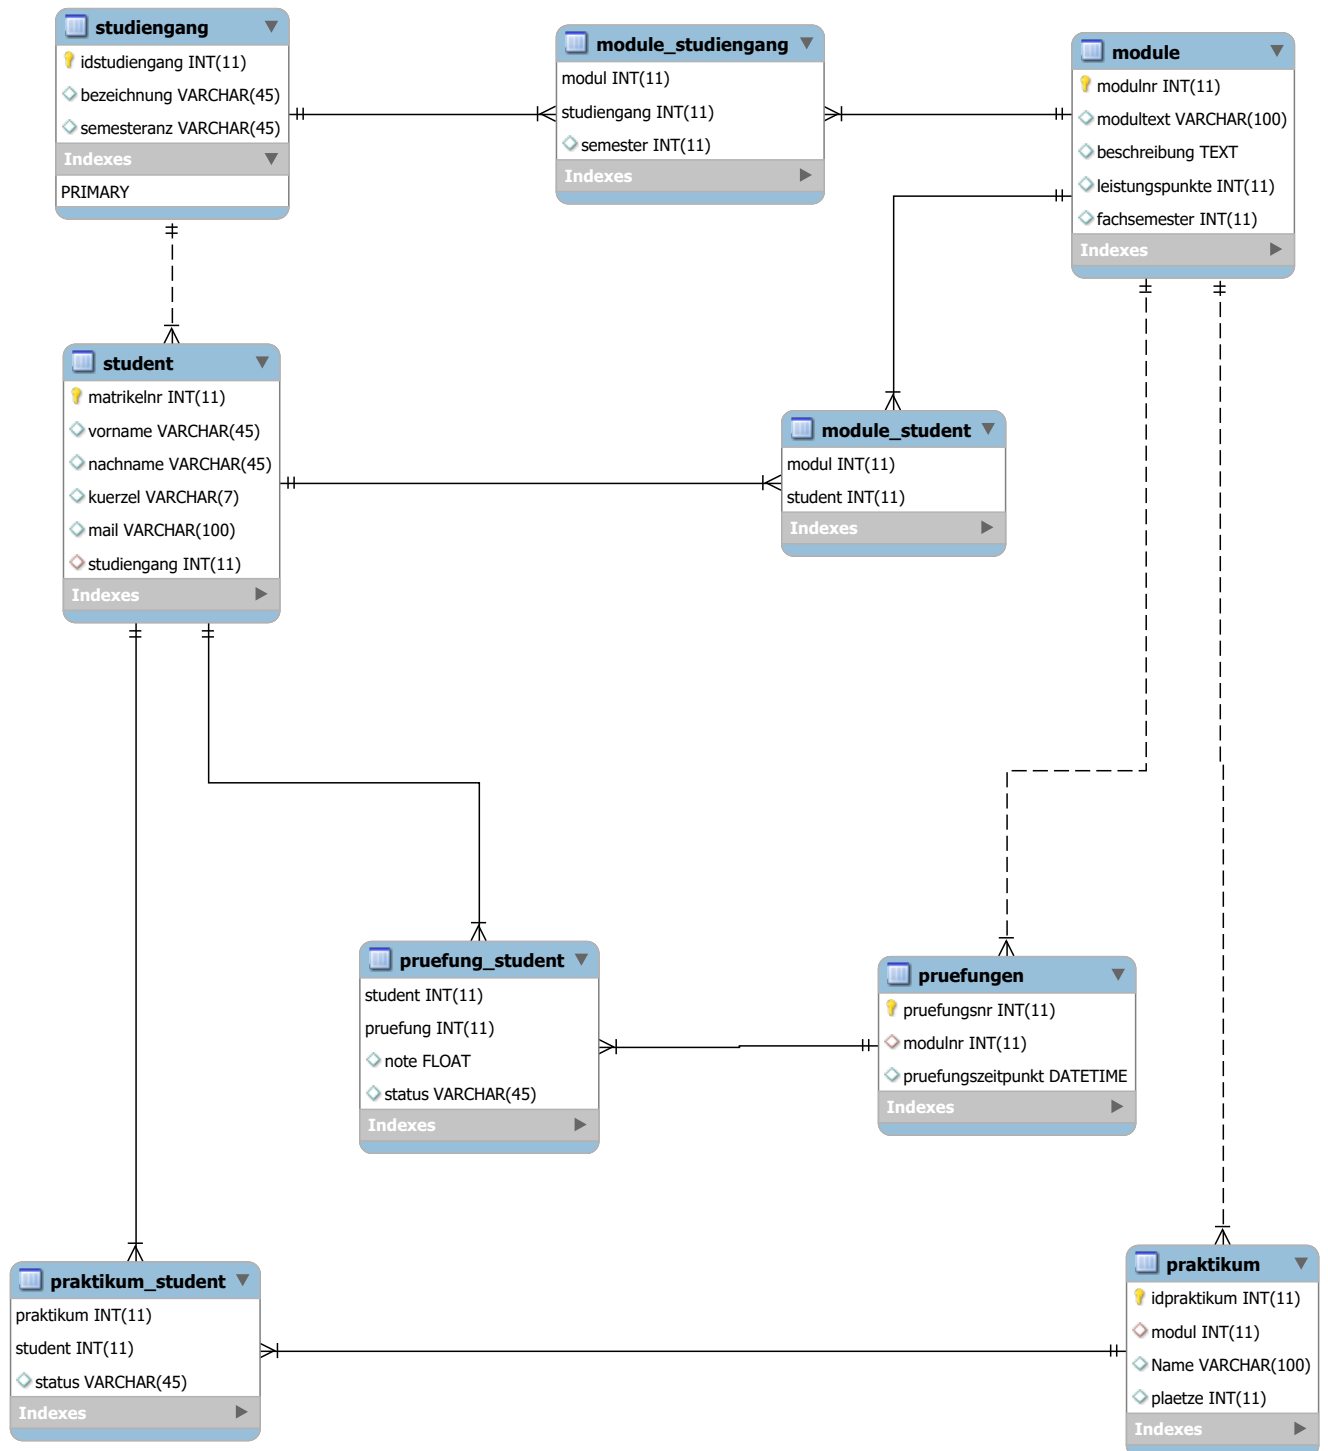 studiengang
idstudiengang INT(11)
bezeichnung VARCHAR(45)
semesteranz VARCHAR(45)
Indexes
PRIMARY
module_studiengang
modul INT(11)
studiengang INT(11)
semester INT(11)
Indexes
module
modulnr INT(11)
modultext VARCHAR(100)
beschreibung TEXT
leistungspunkte INT(11)
fachsemester INT(11)
Indexes
student
matrikelnr INT(11)
vorname VARCHAR(45)
nachname VARCHAR(45)
kuerzel VARCHAR(7)
mail VARCHAR(100)
studiengang INT(11)
Indexes
module_student
modul INT(11)
student INT(11)
Indexes
pruefung_student
student INT(11)
pruefung INT(11)
note FLOAT
status VARCHAR(45)
Indexes
pruefungen
pruefungsnr INT(11)
modulnr INT(11)
pruefungszeitpunkt DATETIME
Indexes
praktikum_student
praktikum INT(11)
student INT(11)
status VARCHAR(45)
Indexes
praktikum
idpraktikum INT(11)
modul INT(11)
Name VARCHAR(100)
plaetze INT(11)
Indexes